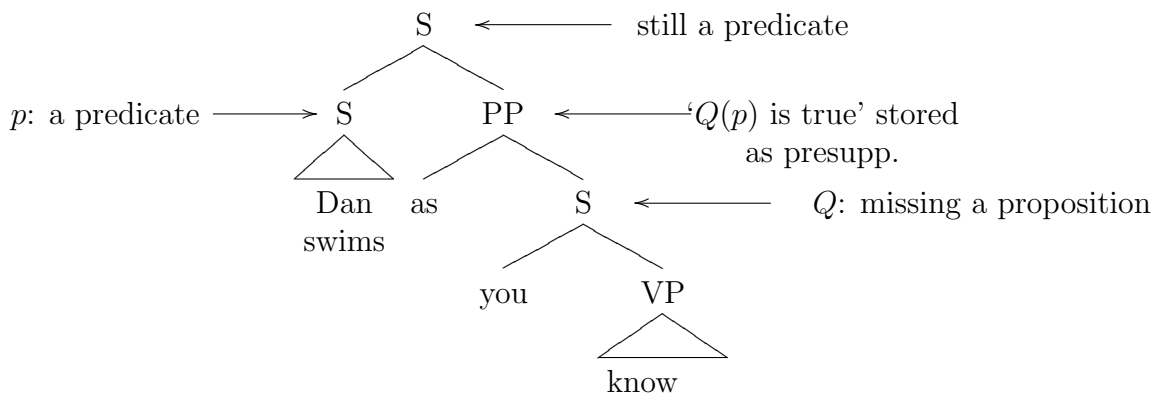 S still a predicate
p: a predicate S PP ‘Q(p) is true’ stored
as presupp.
Dan as S Q: missing a proposition
swims
you VP
know